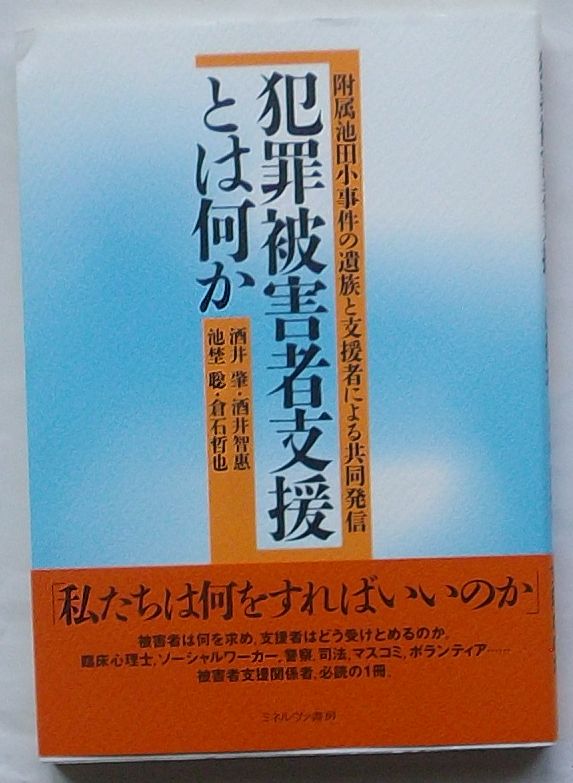 附属池田小事件の遺族と支援者による共同発信
犯罪被害者支援
とは何か
酒井 肇・酒井智惠
池埜 聡・倉石哲也
「私たちは何をすればいいのか」
被害者は何を求め、支援者はどう受けとめるのか。
臨床心理士、ソーシャルワーカー、警察、司法、マスコミ、ボランティア……
被害者支援関係者、必読の1冊。
ミネルヴァ書房